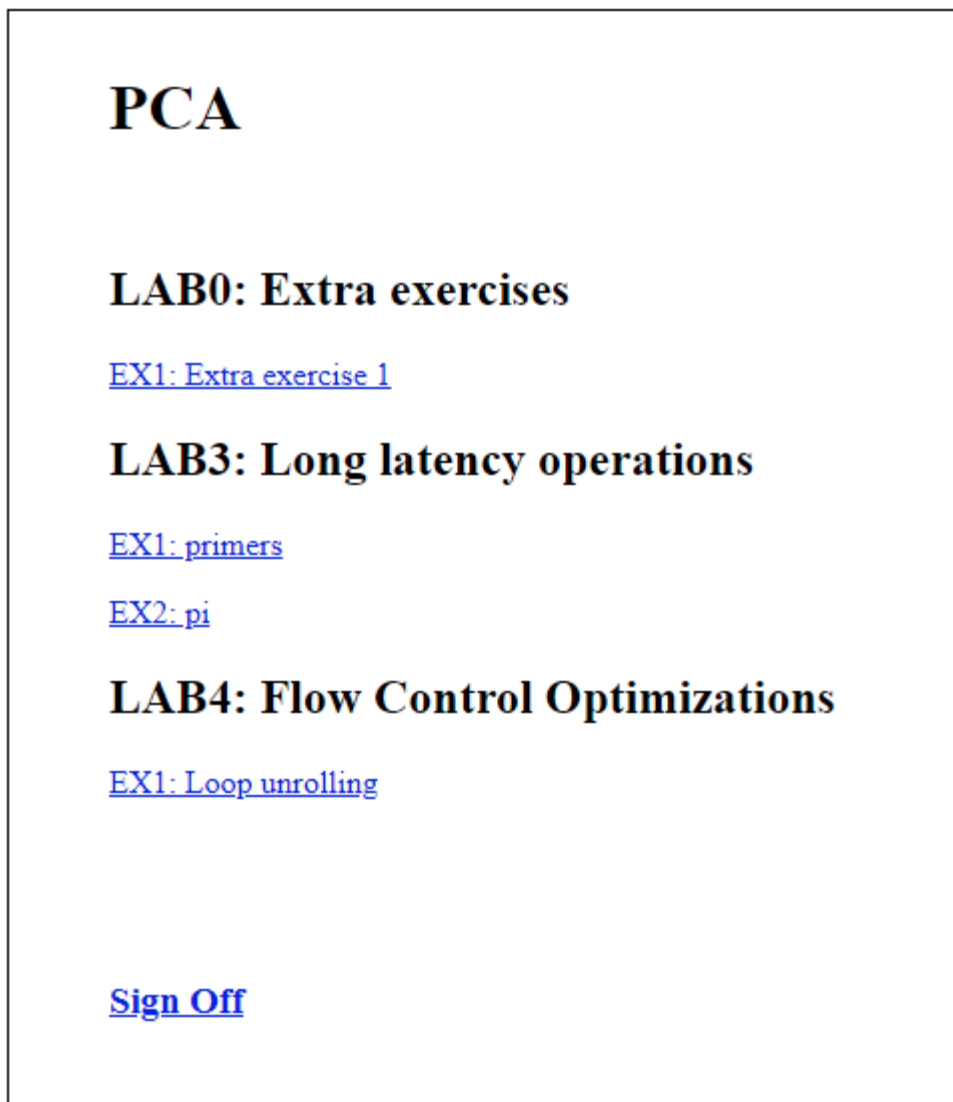 PCA
LAB0: Extra exercises
EX1: Extra exercise 1
LAB3: Long latency operations
EX1: primers
EX2: pi
LAB4: Flow Control Optimizations
EX1: Loop unrolling
Sign Off